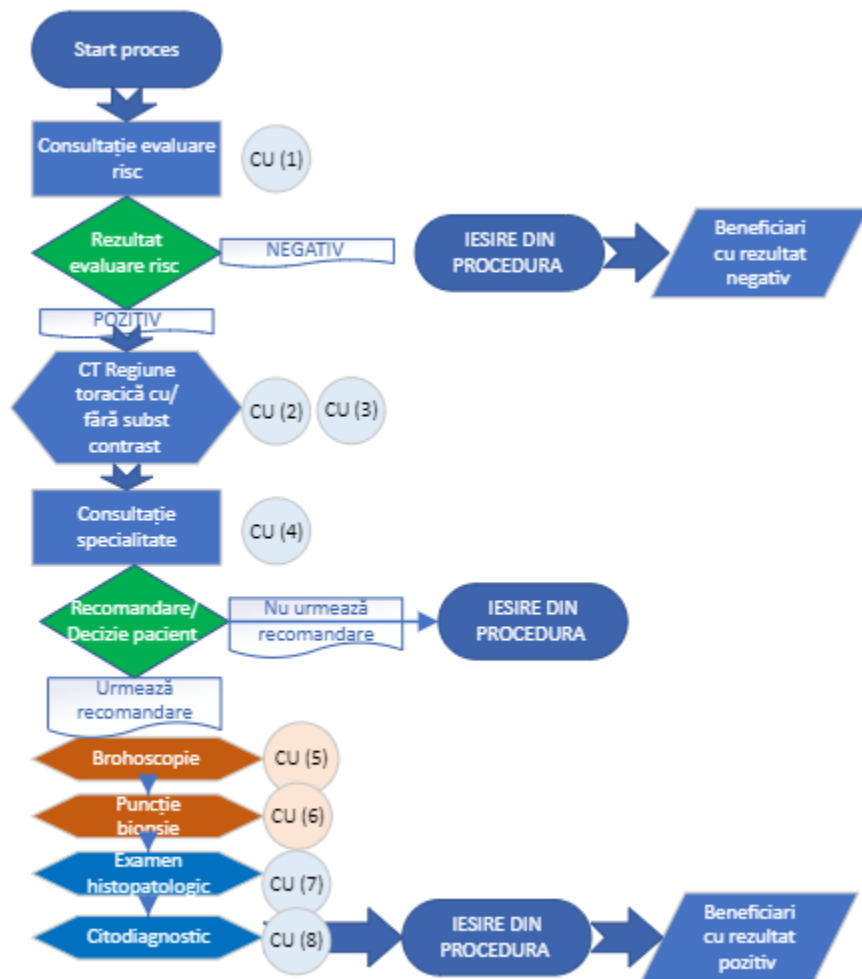 Start proces
Consultație evaluare
risc
CU (1)
Rezultat
evaluare risc
NEGATIV
IESIRE DIN
PROCEDURA
Beneficiari
cu rezultat
negativ
POZITIV
CT Regiune
toracică cu/
fără subst
contrast
CU (2)
CU (3)
Consultație
specialitate
CU (4)
Recomandare/
Decizie pacient
Nu urmează
recomandare
IESIRE DIN
PROCEDURA
Urmează
recomandare
Brohoscopie
CU (5)
Puncție
bionsie
CU (6)
Examen
histopatologic
CU (7)
Citodiagnostic
CU (8)
IESIRE DIN
PROCEDURA
Beneficiari
cu rezultat
pozitiv